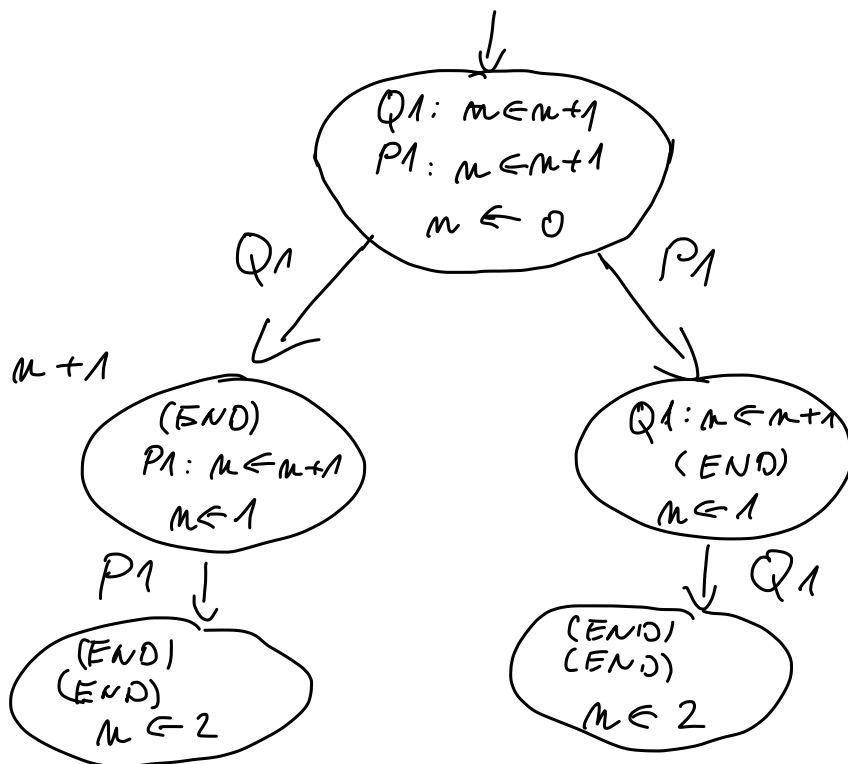 Q1: n ← n+1
P1: n ← n+1
n ← 0
Q1
P1
n +1
(END)
P1: n ← n+1
n ← 1
Q1: n ← n+1
(END)
n ← 1
P1
Q1
(END)
(END)
n ← 2
(END)
(END)
n ← 2